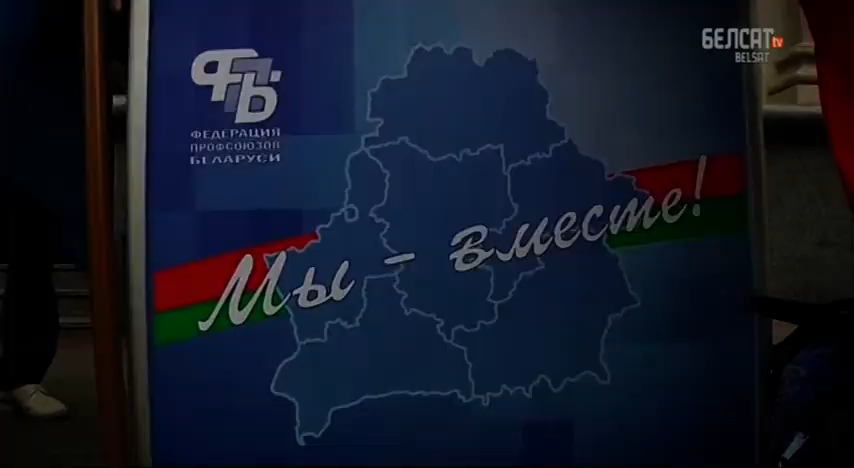 БЕЛСАТ tv
BELSAT
ФПБ
ФЕДЕРАЦИЯ
ПРОФСОЮЗОВ
БЕЛАРУСИ
Мы - вместе!